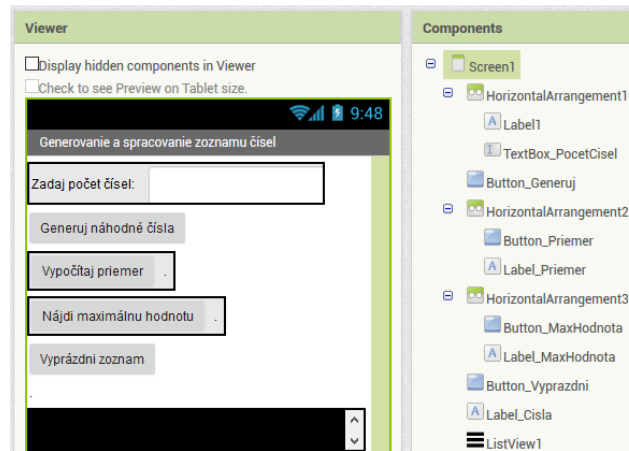 Viewer
Display hidden components in Viewer
Check to see Preview on Tablet size.
9:48
Generovanie a spracovanie zoznamu čísel
Zadaj počet čísel:
Generuj náhodné čísla
Vypočítaj priemer .
Nájdi maximálnu hodnotu .
Vyprázdni zoznam
.
Components
Screen1
HorizontalArrangement1
Label1
TextBox_PocetCisel
Button_Generuj
HorizontalArrangement2
Button_Priemer
Label_Priemer
HorizontalArrangement3
Button_MaxHodnota
Label_MaxHodnota
Button_Vyprazdni
Label_Cisla
ListView1